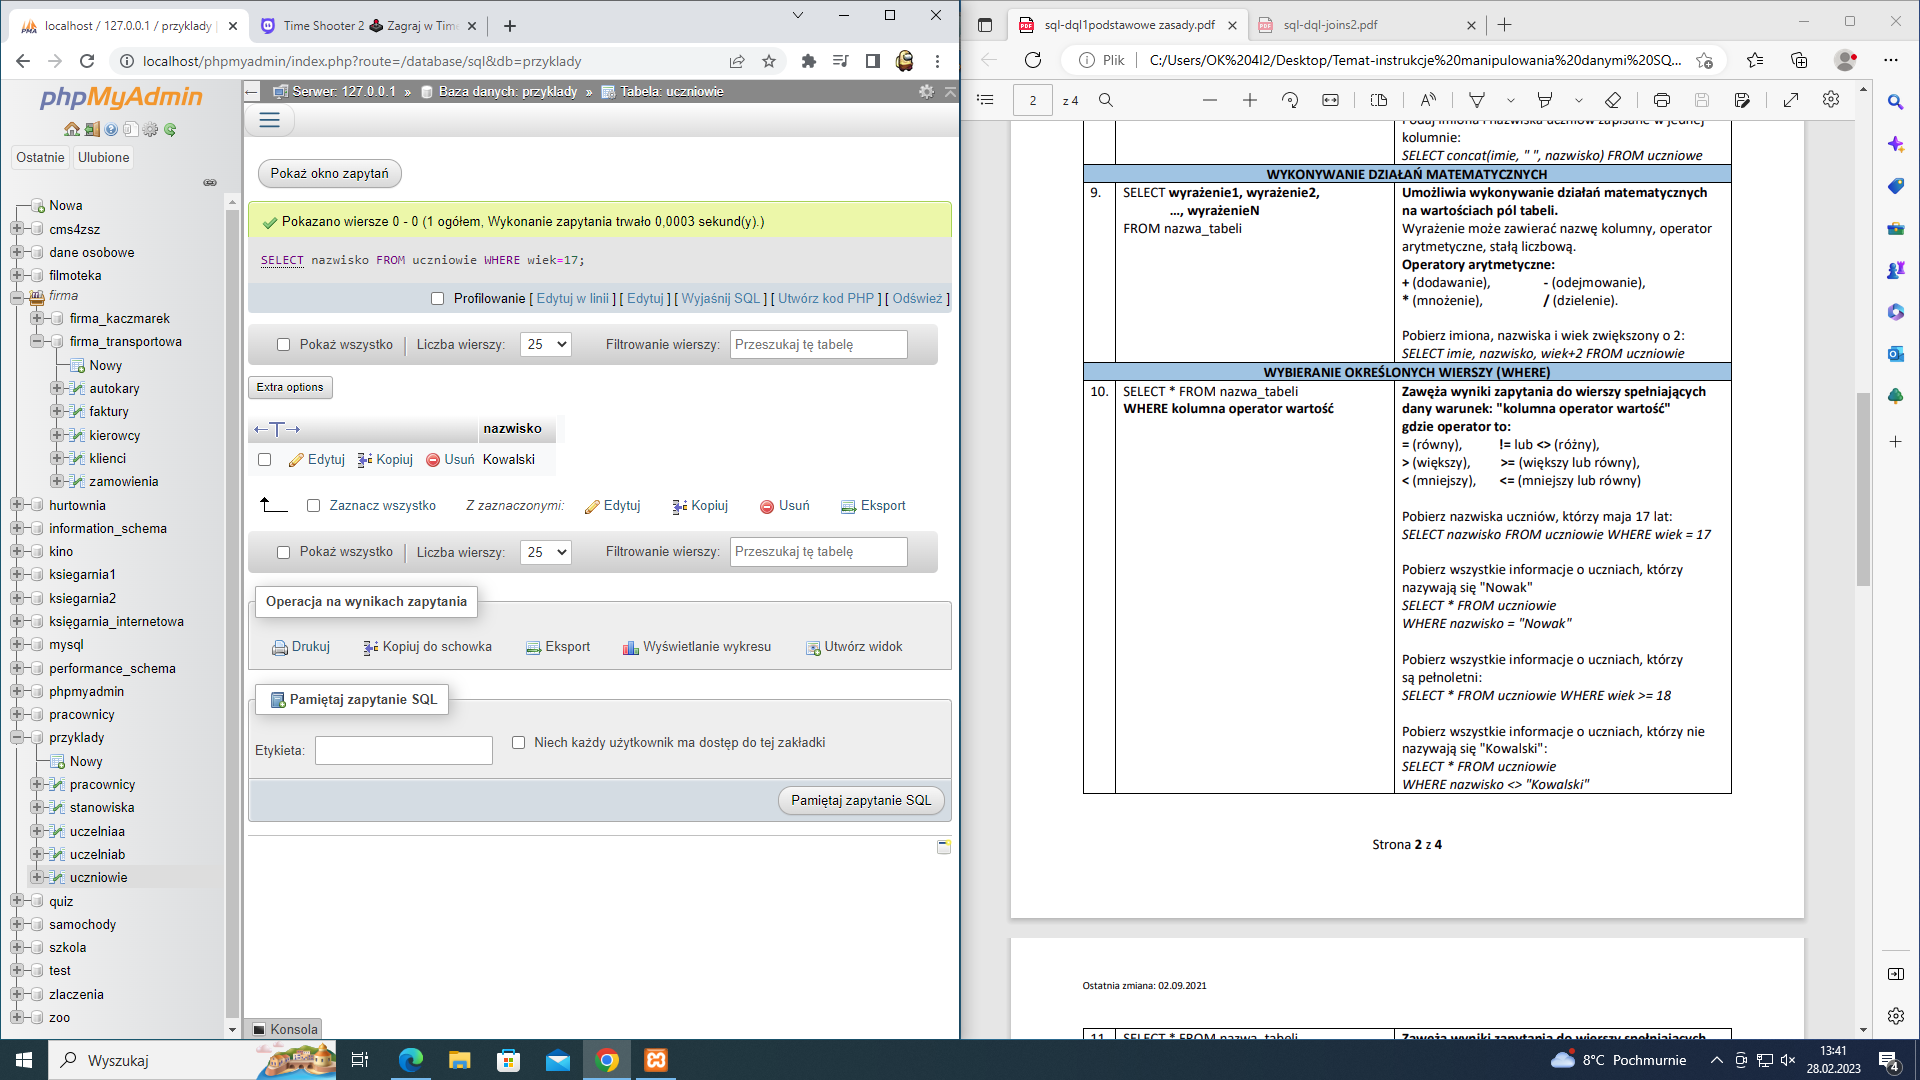 localhost / 127.0.0.1 / przykłady |
Time Shooter 2 Zagraj w Time
localhost/phpmyadmin/index.php?route=/database/sql&db=przyklady
phpMyAdmin
Ostatnie
Ulubione
Nowa
cms4zsz
dane osobowe
filmoteka
firma
firma_kaczmarek
firma_transportowa
Nowy
autokary
faktury
kierowcy
klienci
zamowienia
hurtownia
information_schema
kino
ksiegarnia1
ksiegarnia2
księgarnia_internetowa
mysql
performance_schema
phpmyadmin
pracownicy
przyklady
Nowy
pracownicy
stanowiska
uczelniaa
uczelniab
uczniowie
quiz
samochody
szkola
test
zlaczenia
zoo
Serwer: 127.0.0.1 » Baza danych: przyklady » Tabela: uczniowie
Pokaż okno zapytań
Pokazano wiersze 0 - 0 (1 ogółem, Wykonanie zapytania trwało 0,0003 sekund(y).)
SELECT nazwisko FROM uczniowie WHERE wiek=17;
Profilowanie [ Edytuj w linii ] [ Edytuj ] [ Wyjaśnij SQL ] [ Utwórz kod PHP ] [ Odśwież ]
Pokaż wszystko | Liczba wierszy: 25 Filtrowanie wierszy: Przeszukaj tę tabelę
Extra options
←T→ nazwisko
Edytuj Kopiuj Usuń Kowalski
Zaznacz wszystko Z zaznaczonymi: Edytuj Kopiuj Usuń Eksport
Pokaż wszystko | Liczba wierszy: 25 Filtrowanie wierszy: Przeszukaj tę tabelę
Operacja na wynikach zapytania
Drukuj Kopiuj do schowka Eksport Wyświetlanie wykresu Utwórz widok
Pamiętaj zapytanie SQL
Etykieta:
Niech każdy użytkownik ma dostęp do tej zakładki
Pamiętaj zapytanie SQL
Konsola
sql-dql1podstawowe zasady.pdf
sql-dql-joins2.pdf
Plik
C:/Users/OK%204I2/Desktop/Temat-instrukcje%20manipulowania%20danymi%20SQ...
2 z 4
kolumnie:
SELECT concat(imie, " ", nazwisko) FROM uczniowe
WYKONYWANIE DZIAŁAŃ MATEMATYCZNYCH
9.
SELECT wyrażenie1, wyrażenie2,
..., wyrażenieN
FROM nazwa_tabeli
Umożliwia wykonywanie działań matematycznych
na wartościach pól tabeli.
Wyrażenie może zawierać nazwę kolumny, operator
arytmetyczne, stałą liczbową.
Operatory arytmetyczne:
+ (dodawanie), - (odejmowanie),
* (mnożenie), / (dzielenie).
Pobierz imiona, nazwiska i wiek zwiększony o 2:
SELECT imie, nazwisko, wiek+2 FROM uczniowie
WYBIERANIE OKREŚLONYCH WIERSZY (WHERE)
10.
SELECT * FROM nazwa_tabeli
WHERE kolumna operator wartość
Zawęża wyniki zapytania do wierszy spełniających
dany warunek: "kolumna operator wartość"
gdzie operator to:
= (równy), != lub <> (różny),
> (większy), >= (większy lub równy),
< (mniejszy), <= (mniejszy lub równy)
Pobierz nazwiska uczniów, którzy maja 17 lat:
SELECT nazwisko FROM uczniowie WHERE wiek = 17
Pobierz wszystkie informacje o uczniach, którzy
nazywają się "Nowak"
SELECT * FROM uczniowie
WHERE nazwisko = "Nowak"
Pobierz wszystkie informacje o uczniach, którzy
są pełnoletni:
SELECT * FROM uczniowie WHERE wiek >= 18
Pobierz wszystkie informacje o uczniach, którzy nie
nazywają się "Kowalski":
SELECT * FROM uczniowie
WHERE nazwisko <> "Kowalski"
Strona 2 z 4
Ostatnia zmiana: 02.09.2021
11. SELECT * FROM nazwa_tabeli
Zawęża wyniki zapytania do wierszy spełniających
Wyszukaj
8°C Pochmurnie
13:41
28.02.2023
4